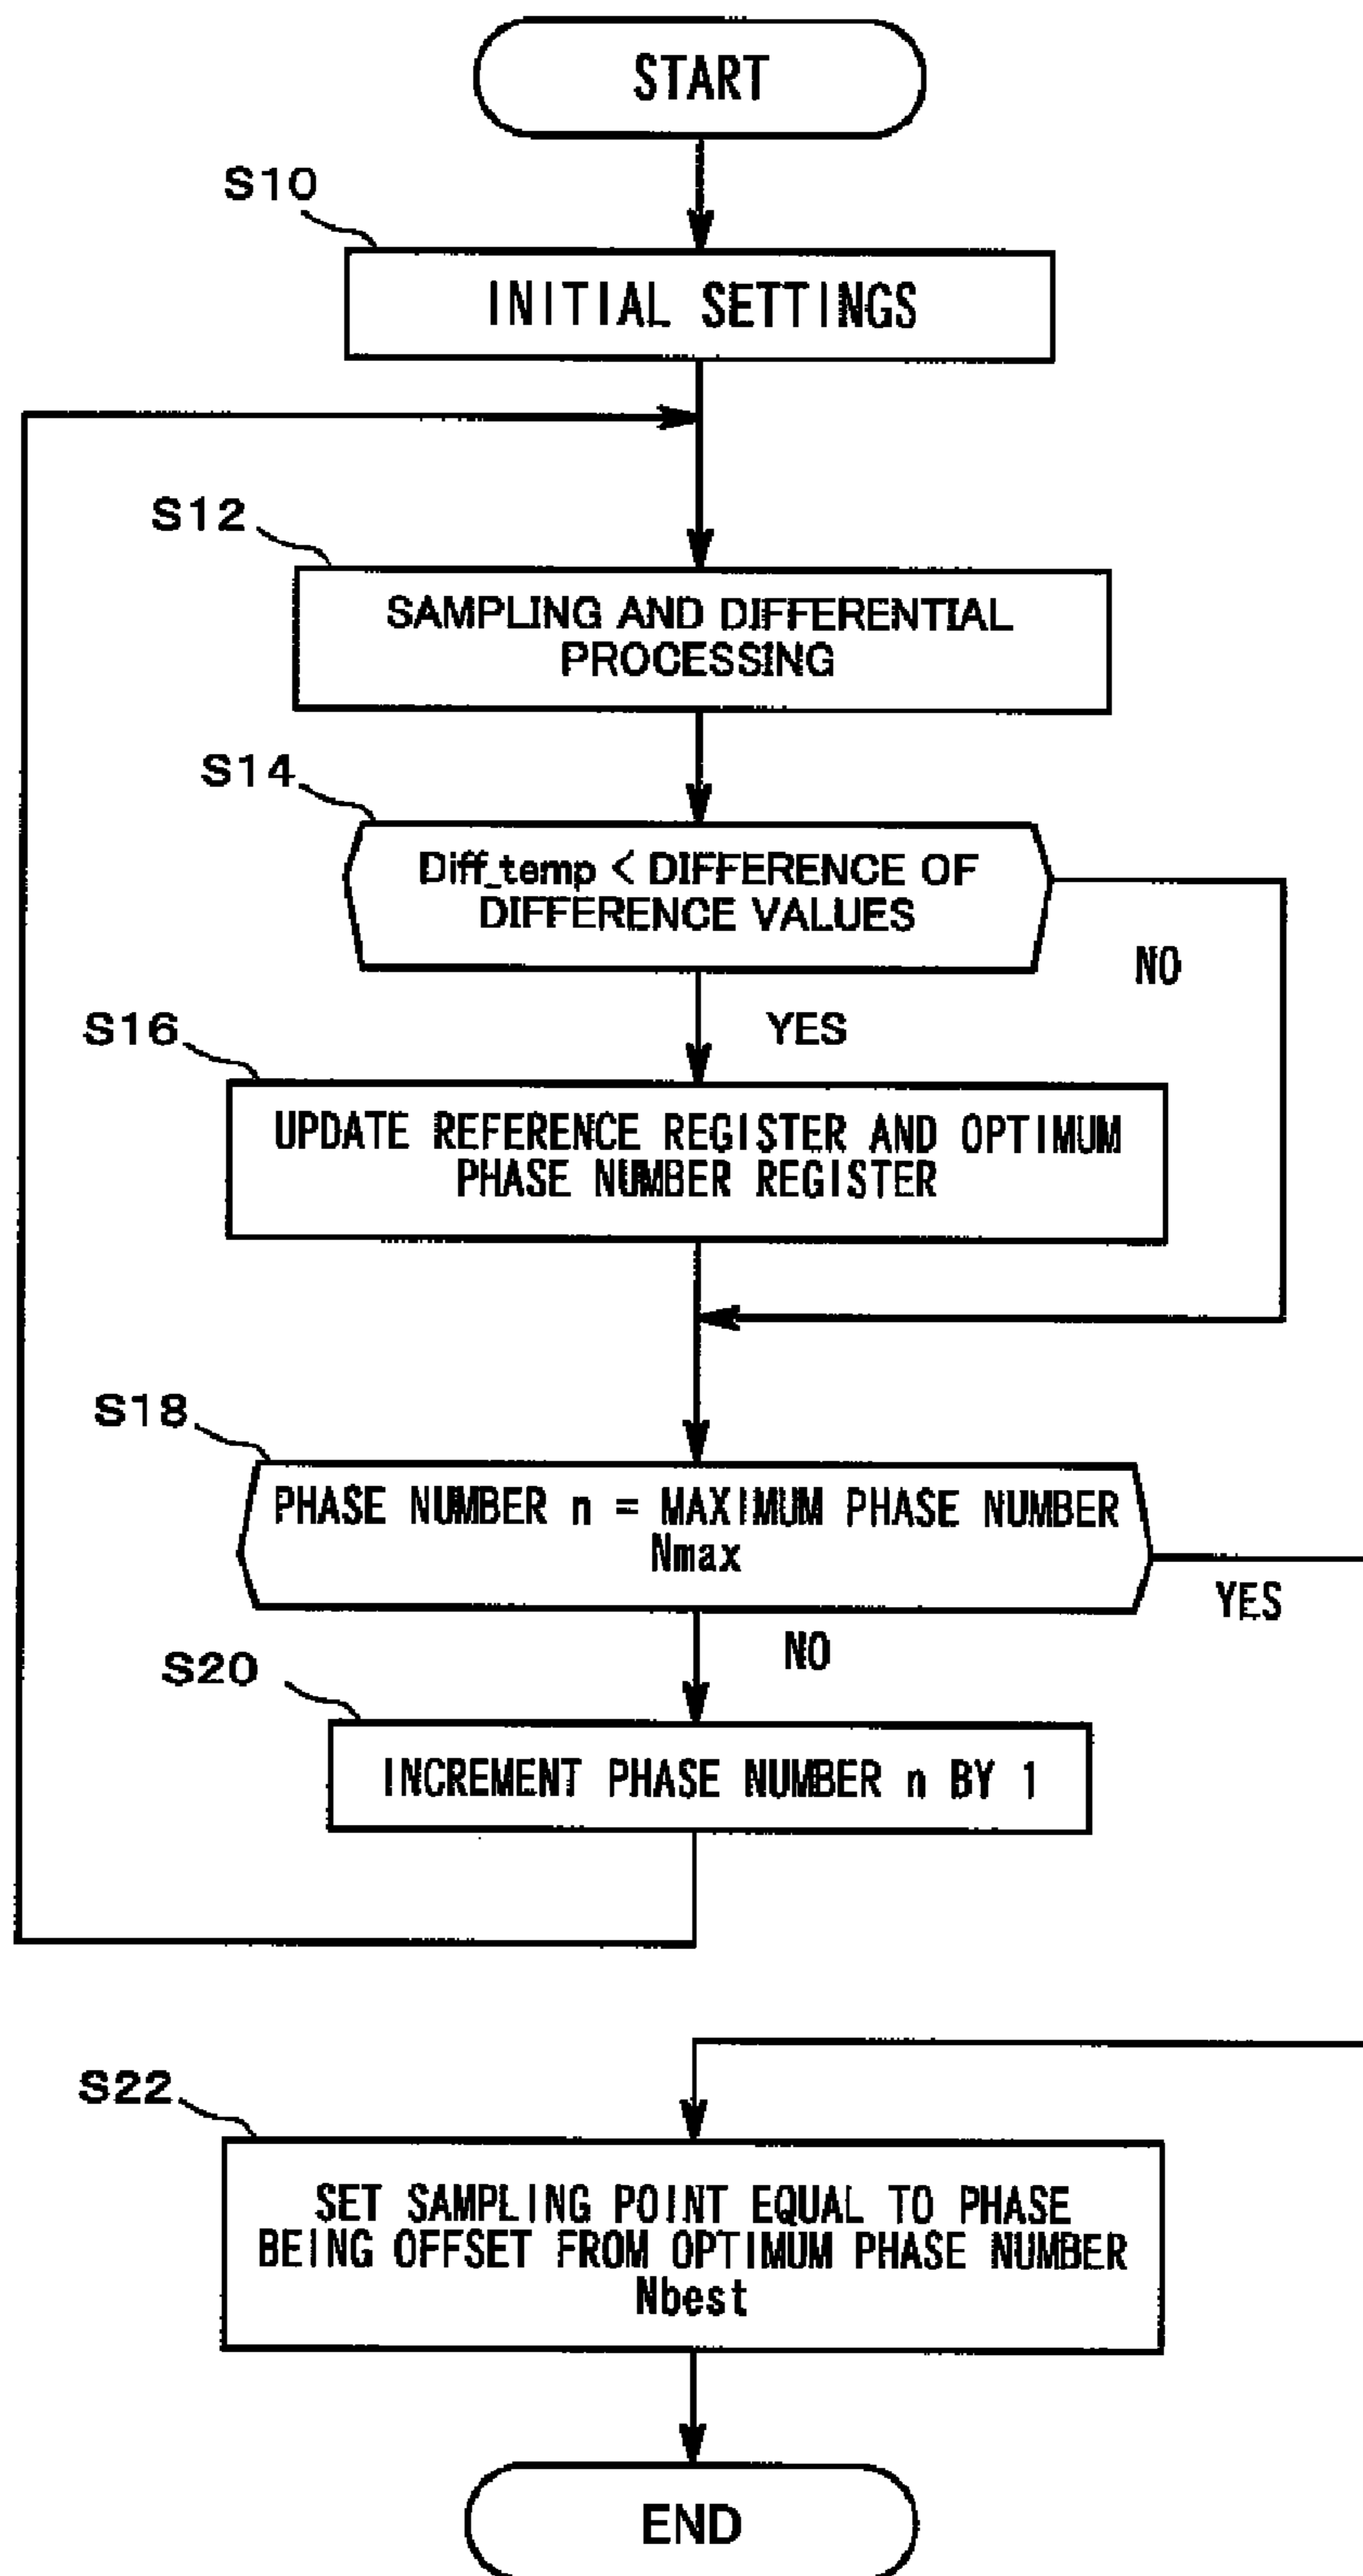 START
S10
INITIAL SETTINGS
S12
SAMPLING AND DIFFERENTIAL
PROCESSING
S14
Diff_temp < DIFFERENCE OF
DIFFERENCE VALUES
NO
YES
S16
UPDATE REFERENCE REGISTER AND OPTIMUM
PHASE NUMBER REGISTER
S18
PHASE NUMBER n = MAXIMUM PHASE NUMBER
Nmax
YES
NO
S20
INCREMENT PHASE NUMBER n BY 1
S22
SET SAMPLING POINT EQUAL TO PHASE
BEING OFFSET FROM OPTIMUM PHASE NUMBER
Nbest
END